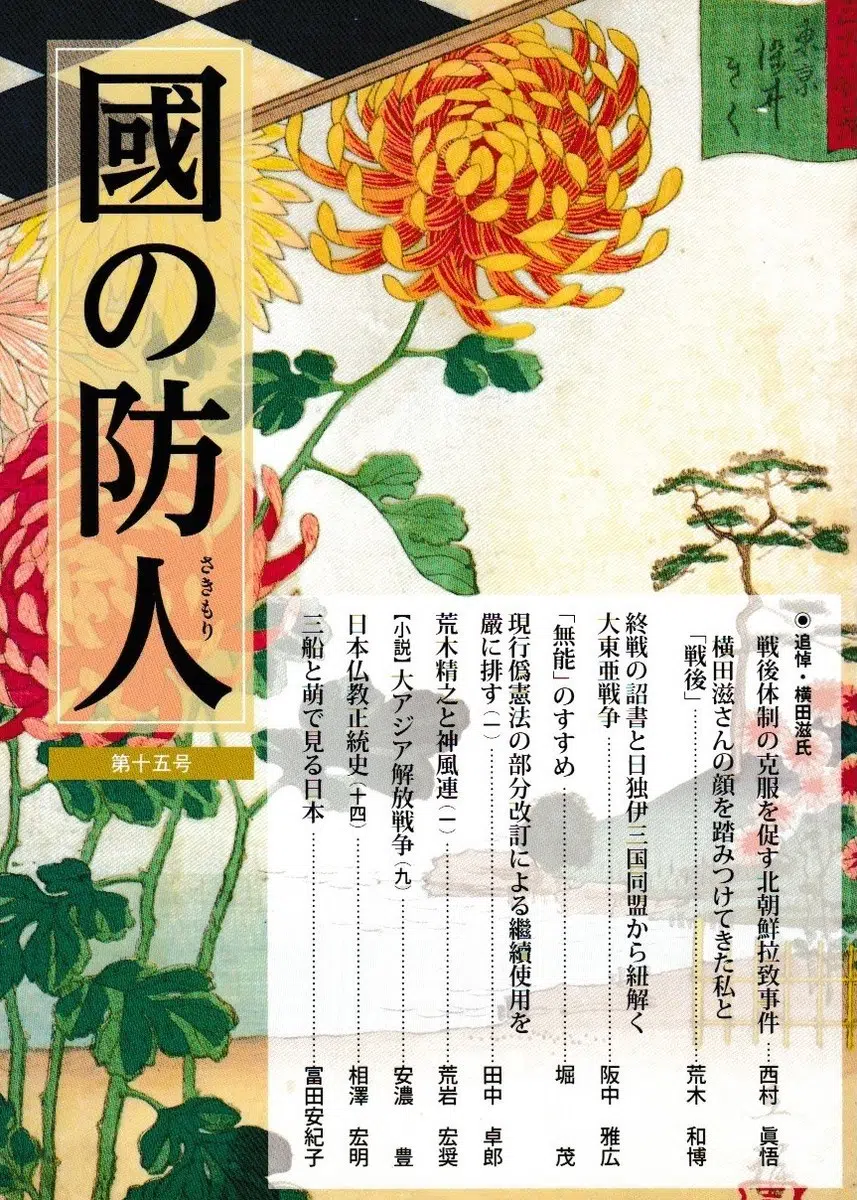 國の防人
さきもり
第十五号
東京
染井
きく
◉追悼・横田滋氏
戦後体制の克服を促す北朝鮮拉致事件…西村 眞悟
横田滋さんの顔を踏みつけてきた私と
「戦後」……………………荒木 和博
終戦の詔書と日独伊三国同盟から紐解く
大東亜戦争……………………阪中 雅広
「無能」のすすめ……………………堀 茂
現行偽憲法の部分改訂による繼續使用を
嚴に排す(一)……………………田中 卓郎
荒木精之と神風連(一)……………………荒岩 宏奨
【小説】大アジア解放戦争(九)……………………安濃 豊
日本仏教正統史(十四)……………………相澤 宏明
三船と萌で見る日本……………………富田安紀子